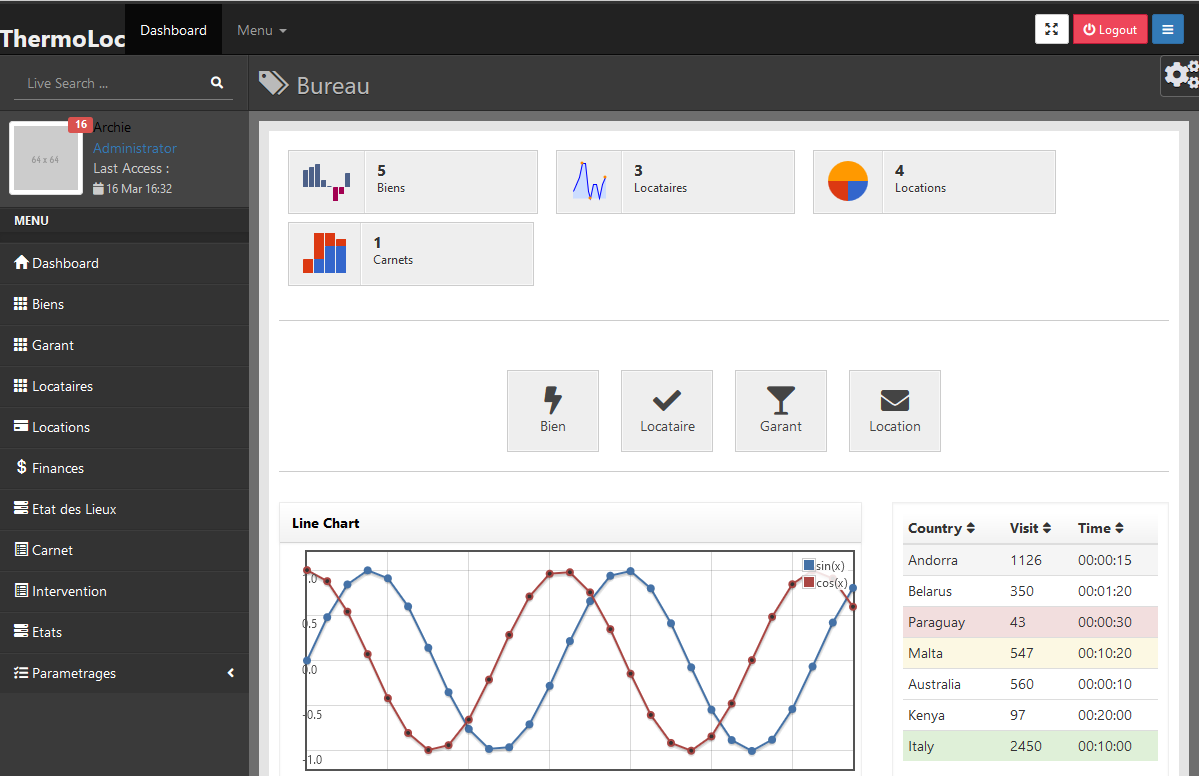 ThermoLoc
Dashboard
Menu
Logout
Live Search ...
Bureau
16
Archie
64 x 64
Administrator
Last Access :
16 Mar 16:32
MENU
Dashboard
Biens
Garant
Locataires
Locations
$ Finances
Etat des Lieux
Carnet
Intervention
Etats
Parametrages
5
Biens
3
Locataires
4
Locations
1
Carnets
Bien
Locataire
Garant
Location
Line Chart
sin(x)
cos(x)
1.0
0.5
0.0
-0.5
-1.0
Country Visit Time
Andorra 1126 00:00:15
Belarus 350 00:01:20
Paraguay 43 00:00:30
Malta 547 00:10:20
Australia 560 00:00:10
Kenya 97 00:20:00
Italy 2450 00:10:00